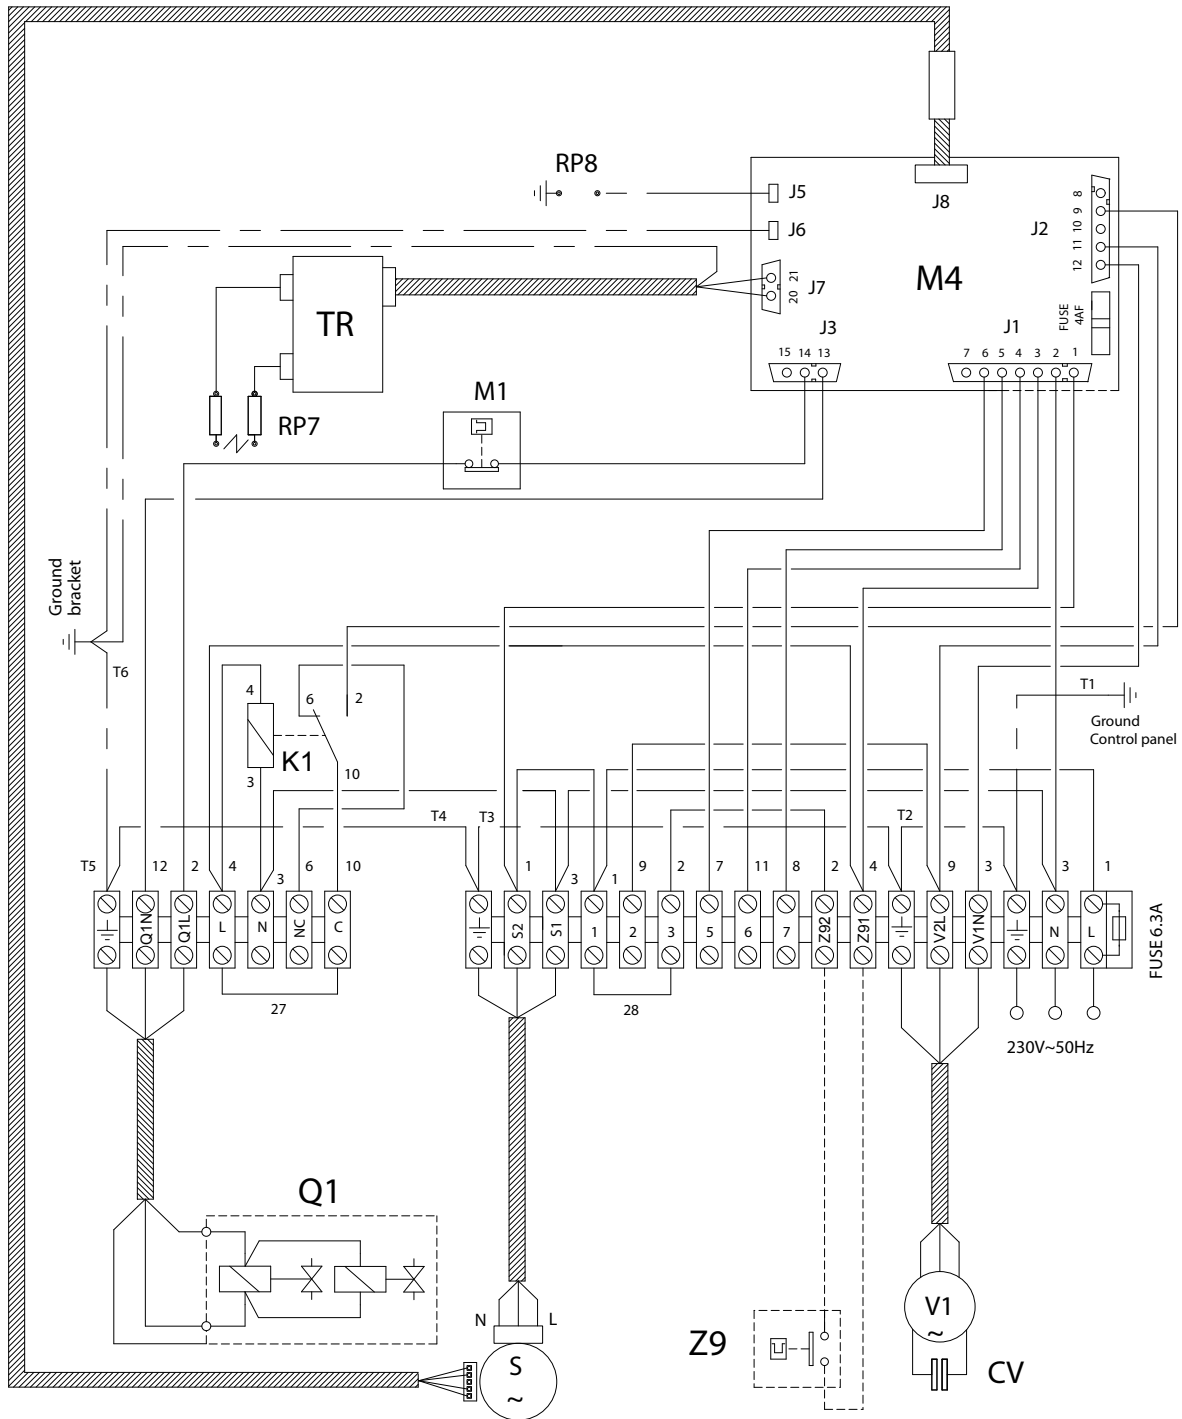 RP8
J5
J6
J8
J2
8
9
10
11
12
M4
TR
21
20
J7
J3
J1
FUSE
4AF
15 14 13
7 6 5 4 3 2 1
M1
RP7
Ground
bracket
T6
T1
Ground
Control panel
4
6
2
K1
3
10
T4
T3
T2
T5
12
2
4
3
6
10
1
3
1
9
2
7
11
8
2
4
9
3
3
1
Q1N
Q1L
L
N
NC
C
S2
S1
1
2
3
5
6
7
Z92
Z91
V2L
V1N
N
L
FUSE 6.3A
27
28
230V~50Hz
Q1
N
L
S
~
Z9
V1
~
CV